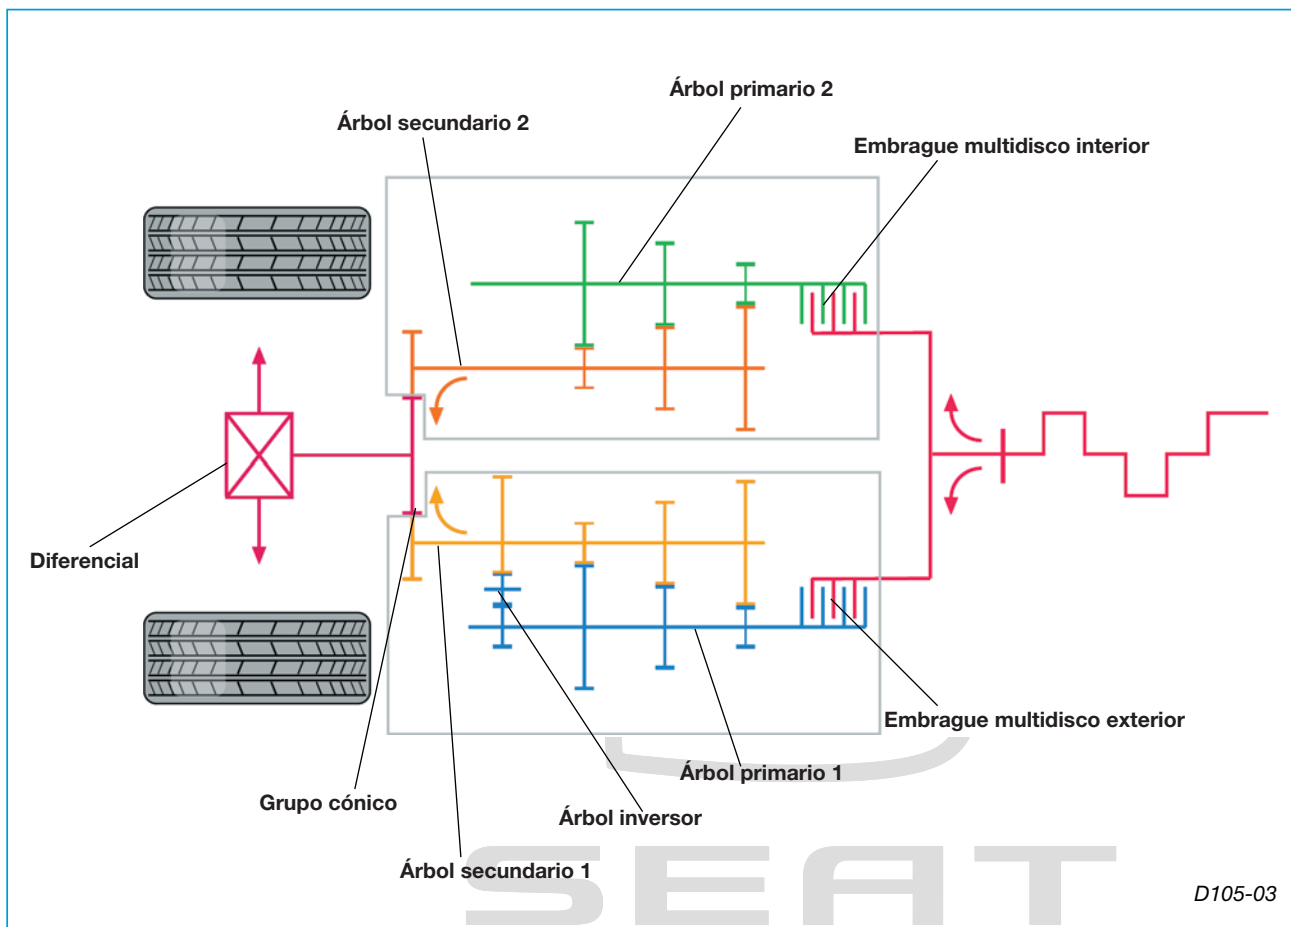 Árbol primario 2
Árbol secundario 2
Embrague multidisco interior
Diferencial
Embrague multidisco exterior
Árbol primario 1
Grupo cónico
Árbol inversor
Árbol secundario 1
SEAT
D105-03